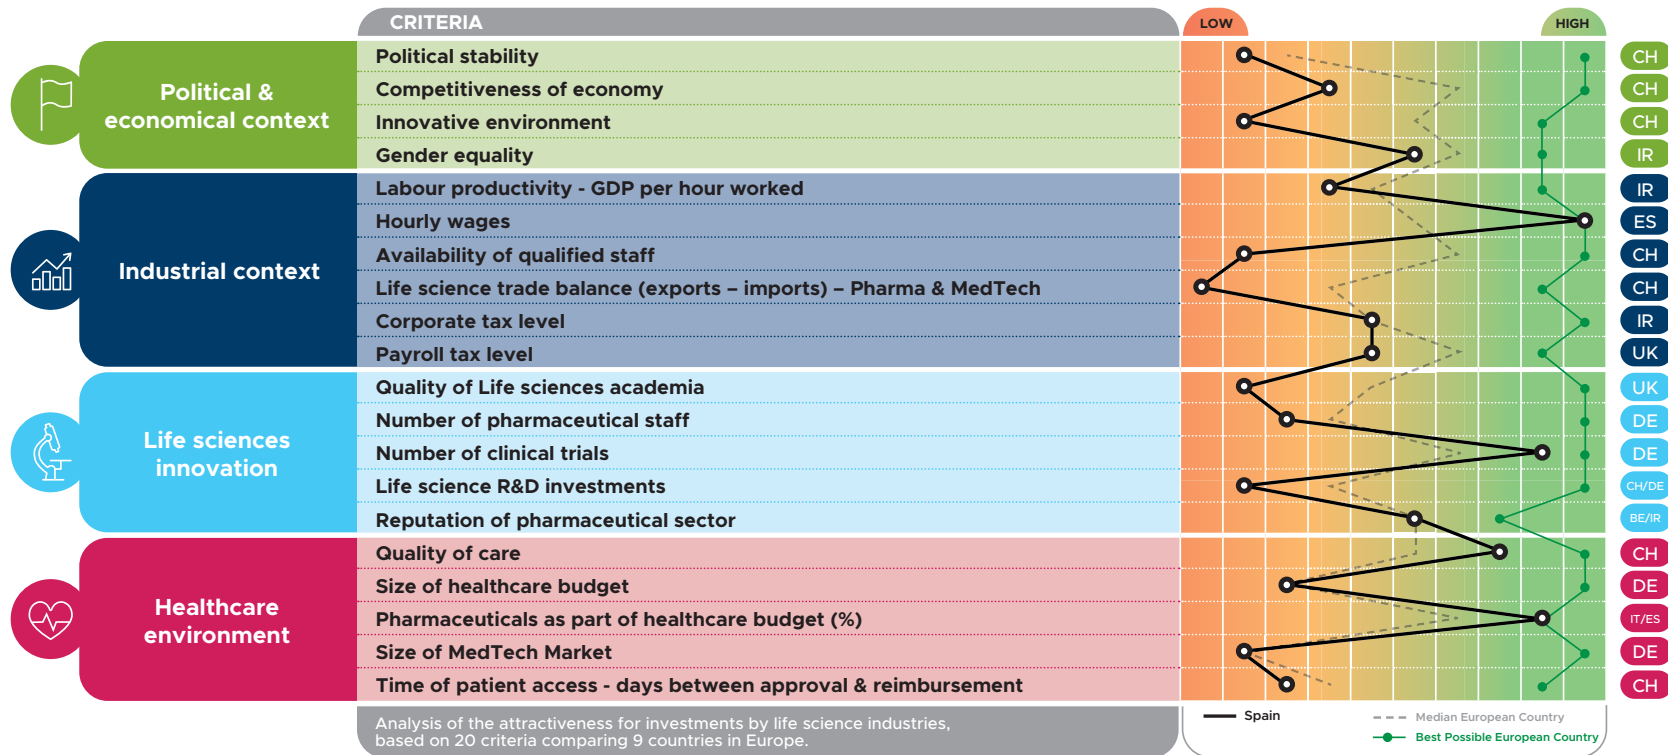 CRITERIA
LOW
HIGH
Political &
economical context
Political stability
CH
Competitiveness of economy
CH
Innovative environment
CH
Gender equality
IR
Industrial context
Labour productivity - GDP per hour worked
IR
Hourly wages
ES
Availability of qualified staff
CH
Life science trade balance (exports – imports) – Pharma & MedTech
CH
Corporate tax level
IR
Payroll tax level
UK
Life sciences
innovation
Quality of Life sciences academia
UK
Number of pharmaceutical staff
DE
Number of clinical trials
DE
Life science R&D investments
CH/DE
Reputation of pharmaceutical sector
BE/IR
Healthcare
environment
Quality of care
CH
Size of healthcare budget
DE
Pharmaceuticals as part of healthcare budget (%)
IT/ES
Size of MedTech Market
DE
Time of patient access - days between approval & reimbursement
CH
Analysis of the attractiveness for investments by life science industries,
based on 20 criteria comparing 9 countries in Europe.
Spain
Median European Country
Best Possible European Country